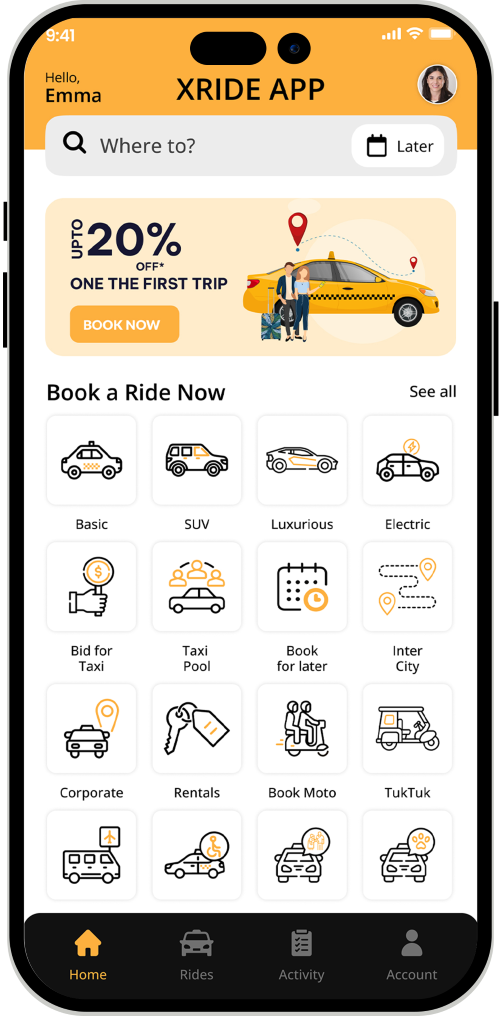 9:41
Hello,
Emma
XRIDE APP
Where to?
Later
UPTO
20%
OFF*
ONE THE FIRST TRIP
BOOK NOW
Book a Ride Now
See all
Basic
SUV
Luxurious
Electric
$
Bid for
Taxi
Taxi
Pool
Book
for later
Inter
City
Corporate
Rentals
Book Moto
TukTuk
Home
Rides
Activity
Account